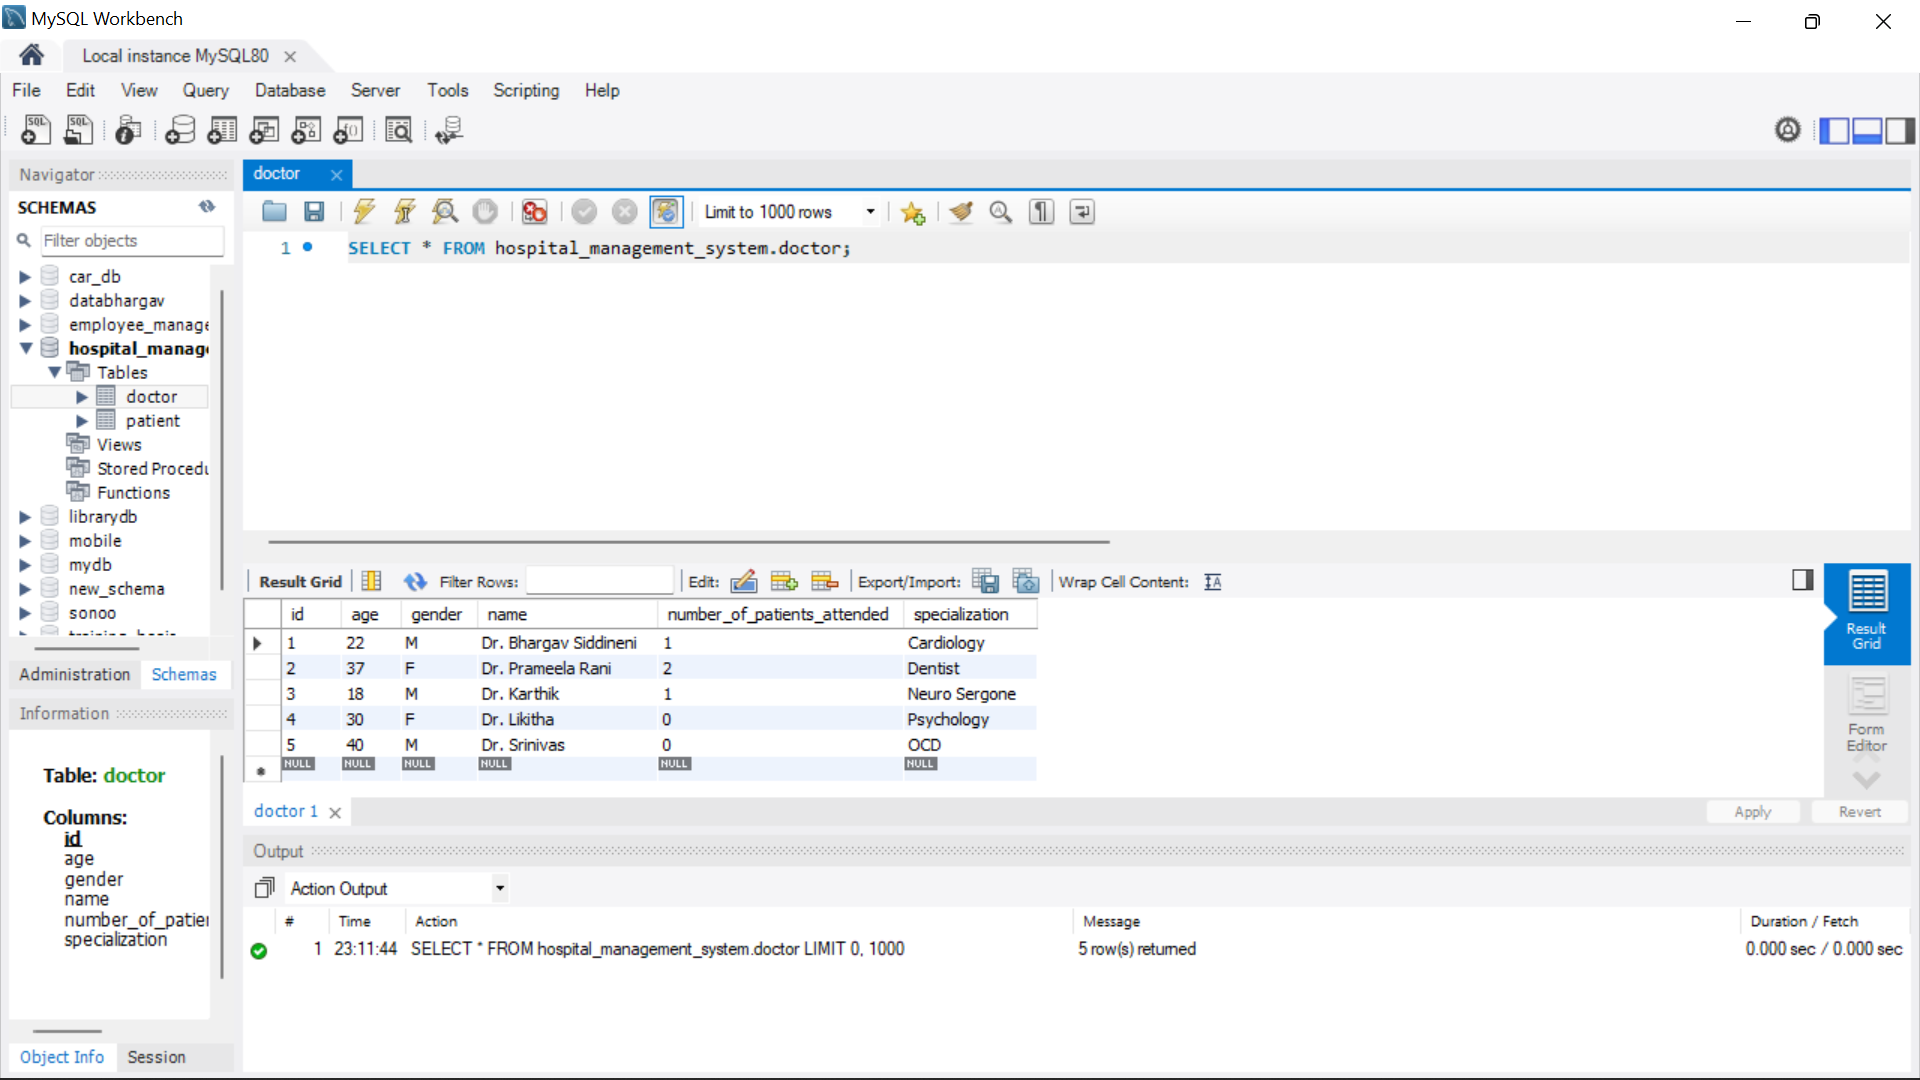 MySQL Workbench
Local instance MySQL80
File Edit View Query Database Server Tools Scripting Help
Navigator
SCHEMAS
Filter objects
car_db
databhargav
employee_manage
hospital_manag
Tables
doctor
patient
Views
Stored Procedu
Functions
librarydb
mobile
mydb
new_schema
sonoo
Administration Schemas
Information
Table: doctor
Columns:
id
age
gender
name
number_of_patie
specialization
Object Info Session
doctor
Limit to 1000 rows
1 SELECT * FROM hospital_management_system.doctor;
Result Grid Filter Rows: Edit: Export/Import: Wrap Cell Content:
id age gender name number_of_patients_attended specialization
1 22 M Dr. Bhargav Siddineni 1 Cardiology
2 37 F Dr. Prameela Rani 2 Dentist
3 18 M Dr. Karthik 1 Neuro Sergone
4 30 F Dr. Likitha 0 Psychology
5 40 M Dr. Srinivas 0 OCD
NULL NULL NULL NULL NULL NULL
Result
Grid
Form
Editor
doctor 1
Apply Revert
Output
Action Output
# Time Action Message Duration / Fetch
1 23:11:44 SELECT * FROM hospital_management_system.doctor LIMIT 0, 1000 5 row(s) returned 0.000 sec / 0.000 sec